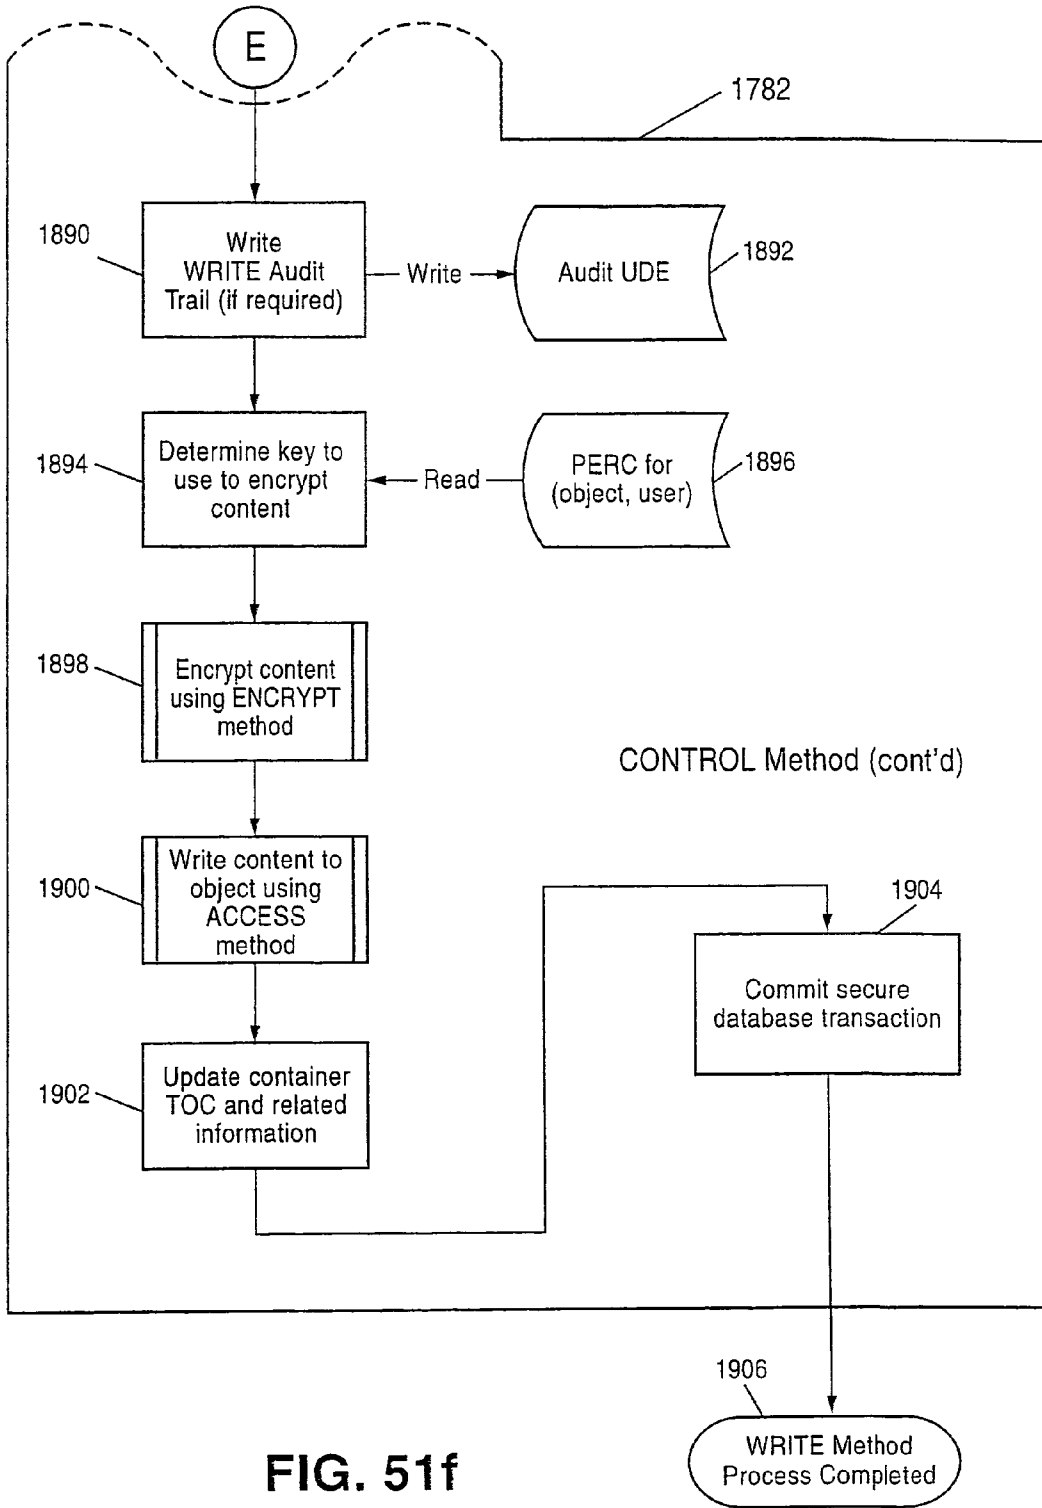 E
1782
1890
Write
WRITE Audit
Trail (if required)
Write
Audit UDE
1892
1894
Determine key to
use to encrypt
content
Read
PERC for
(object, user)
1896
1898
Encrypt content
using ENCRYPT
method
CONTROL Method (cont'd)
1900
Write content to
object using
ACCESS
method
1904
Commit secure
database transaction
1902
Update container
TOC and related
information
1906
WRITE Method
Process Completed
FIG. 51f